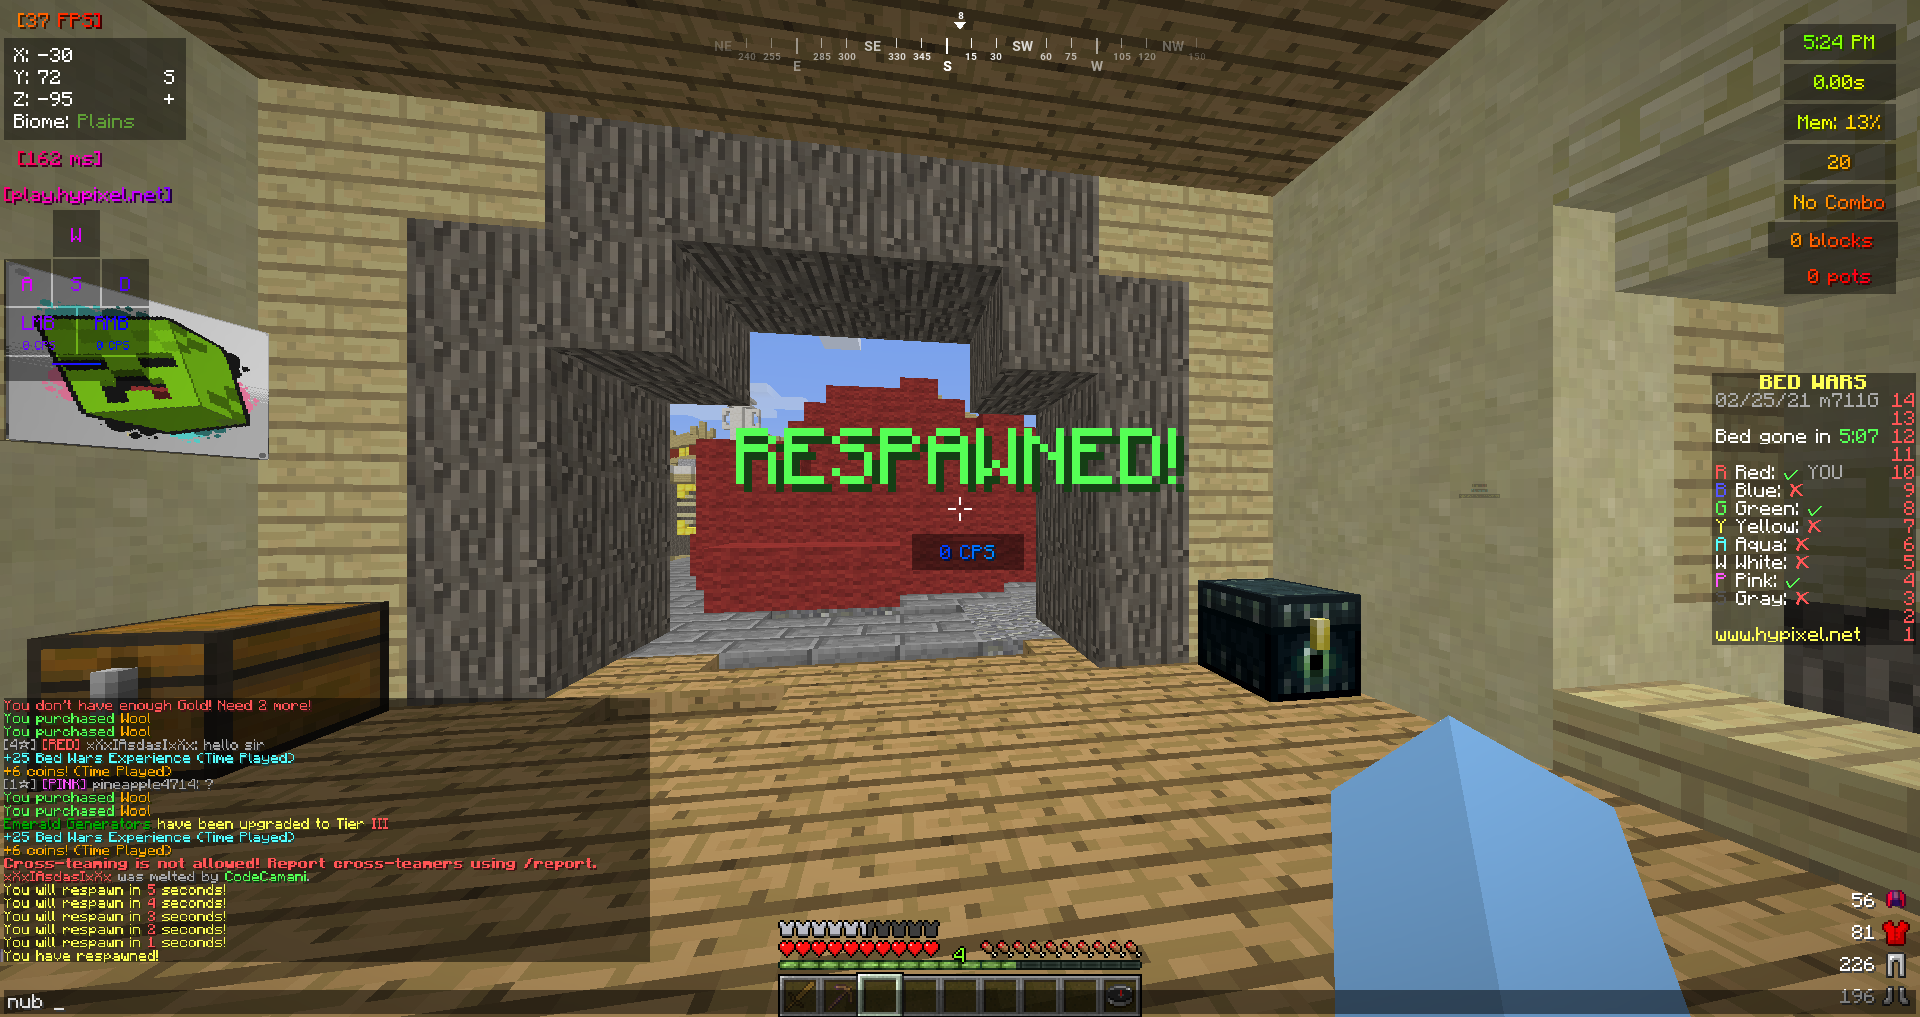 [37 FPS]
X: -30
Y: 72 S
Z: -95 +
Biome: Plains
[162 ms]
[play.hypixel.net]
W
A S D
LMB RMB
0 CPS 0 CPS
8
NE 240 255 E 285 300 SE 330 345 S 15 30 SW 60 75 W 105 120 NW 150
5:24 PM
0.00s
Mem: 13%
20
No Combo
0 blocks
0 pots
RESPAWNED!
0 CPS
BED WARS
02/25/21 m711G 14
13
Bed gone in 5:07 12
11
R Red: ✓ YOU 10
B Blue: ✗ 9
G Green: ✓ 8
Y Yellow: ✗ 7
A Aqua: ✗ 6
W White: ✗ 5
P Pink: ✓ 4
Gray: ✗ 3
2
www.hypixel.net 1
You don't have enough Gold! Need 2 more!
You purchased Wool
You purchased Wool
[4☆] [RED] xXxIAsdasIxXx: hello sir
+25 Bed Wars Experience (Time Played)
+6 coins! (Time Played)
[1☆] [PINK] pineapple4714: ?
You purchased Wool
You purchased Wool
Emerald Generators have been upgraded to Tier III
+25 Bed Wars Experience (Time Played)
+6 coins! (Time Played)
Cross-teaming is not allowed! Report cross-teamers using /report.
xXxIAsdasIxXx was melted by CodeCamani.
You will respawn in 5 seconds!
You will respawn in 4 seconds!
You will respawn in 3 seconds!
You will respawn in 2 seconds!
You will respawn in 1 seconds!
You have respawned!
4
56
81
226
196
nub _